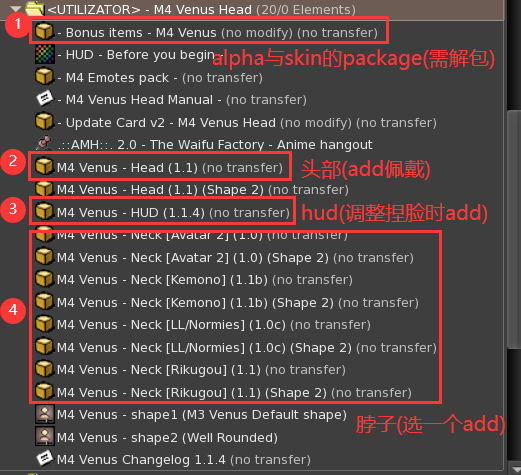 <UTILIZATOR> - M4 Venus Head (20/0 Elements)
1 - Bonus items - M4 Venus (no modify) (no transfer)
- HUD - Before you begin
alpha与skin的package(需解包)
M4 Emotes pack - (no transfer)
- M4 Venus Head Manual - (no transfer)
- Update Card v2 - M4 Venus Head (no modify) (no transfer)
.::AMH::. 2.0 - The Waifu Factory - Anime hangout
2 M4 Venus - Head (1.1) (no transfer) 头部(add佩戴)
M4 Venus - Head (1.1) (Shape 2) (no transfer)
3 M4 Venus - HUD (1.1.4) (no transfer) hud(调整捏脸时add)
M4 Venus - Neck [Avatar 2] (1.0) (no transfer)
M4 Venus - Neck [Avatar 2] (1.0) (Shape 2) (no transfer)
M4 Venus - Neck [Kemono] (1.1b) (no transfer)
M4 Venus - Neck [Kemono] (1.1b) (Shape 2) (no transfer)
4 M4 Venus - Neck [LL/Normies] (1.0c) (no transfer)
M4 Venus - Neck [LL/Normies] (1.0c) (Shape 2) (no transfer)
M4 Venus - Neck [Rikugou] (1.1) (no transfer)
M4 Venus - Neck [Rikugou] (1.1) (Shape 2) (no transfer)
M4 Venus - shape1 (M3 Venus Default shape) 脖子(选一个add)
M4 Venus - shape2 (Well Rounded)
M4 Venus Changelog 1.1.4 (no transfer)